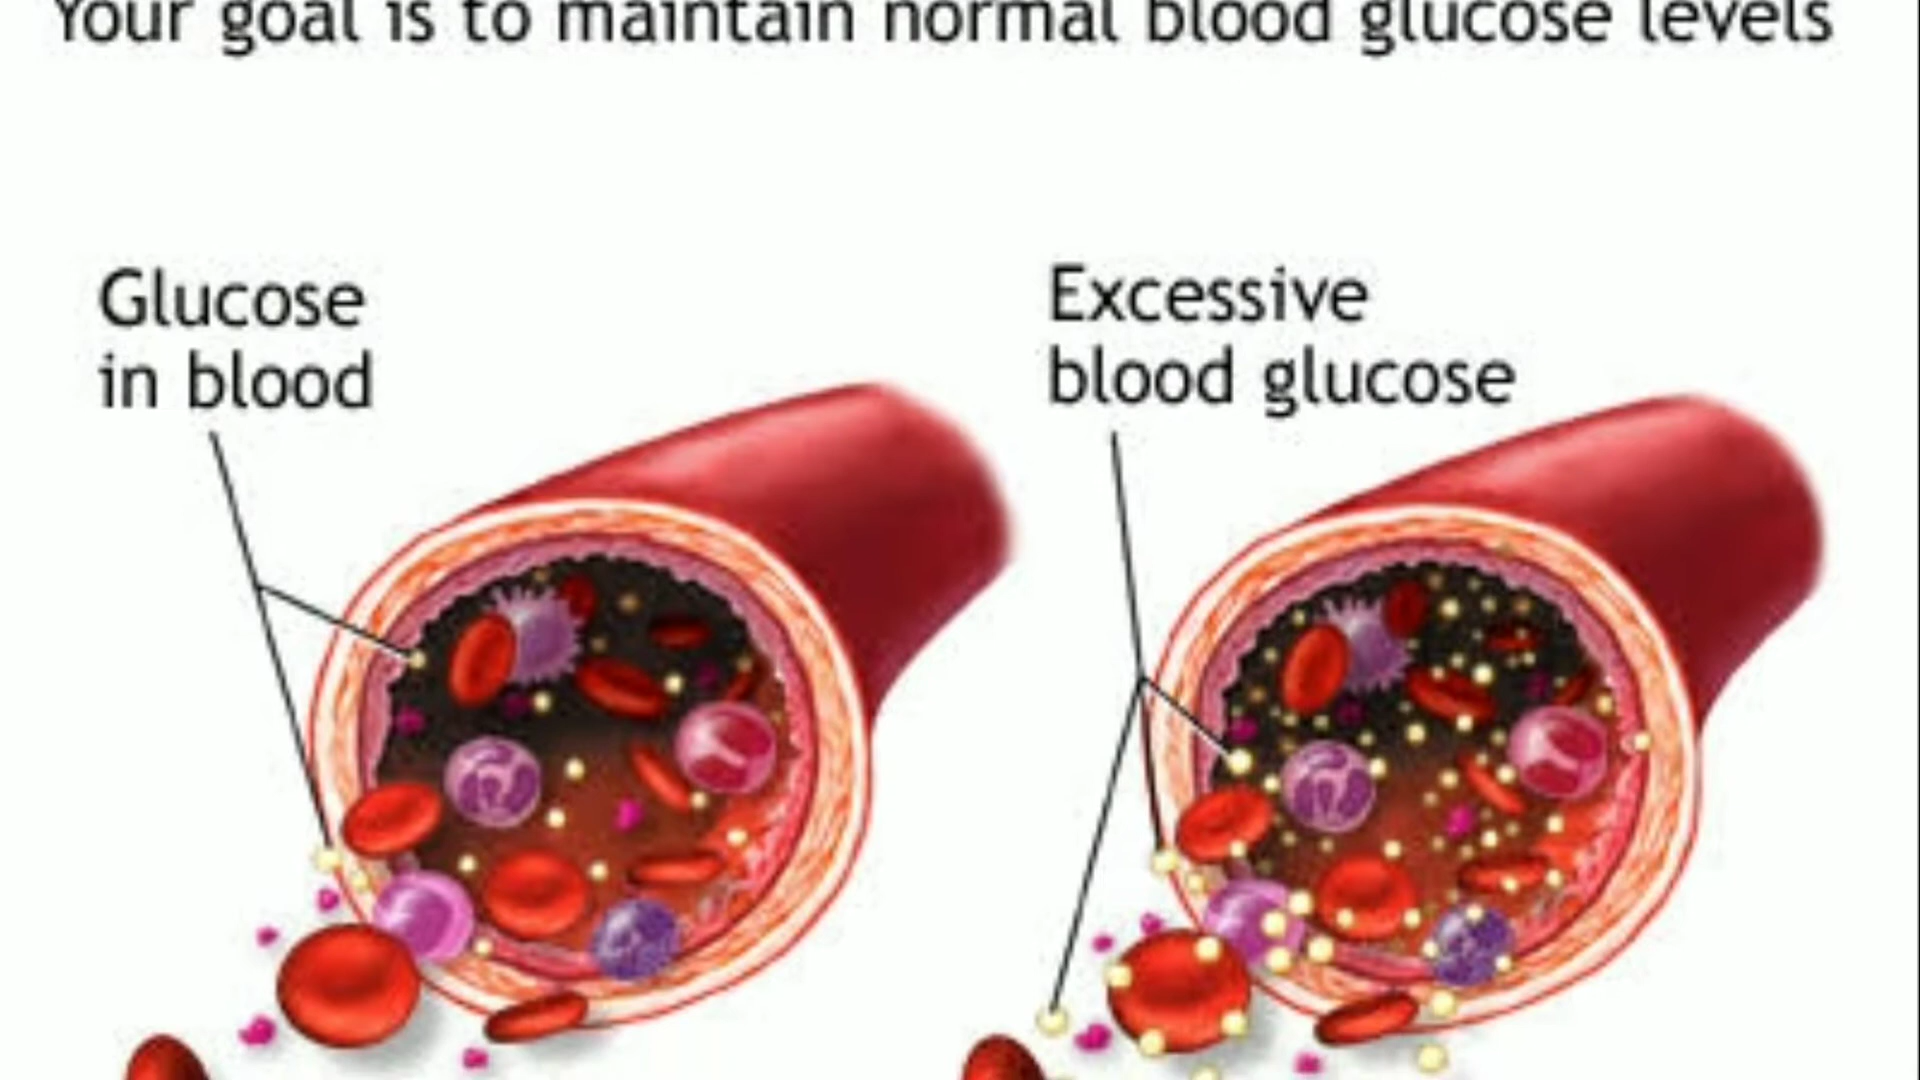 Your goal is to maintain normal blood glucose levels
Glucose
in blood
Excessive
blood glucose